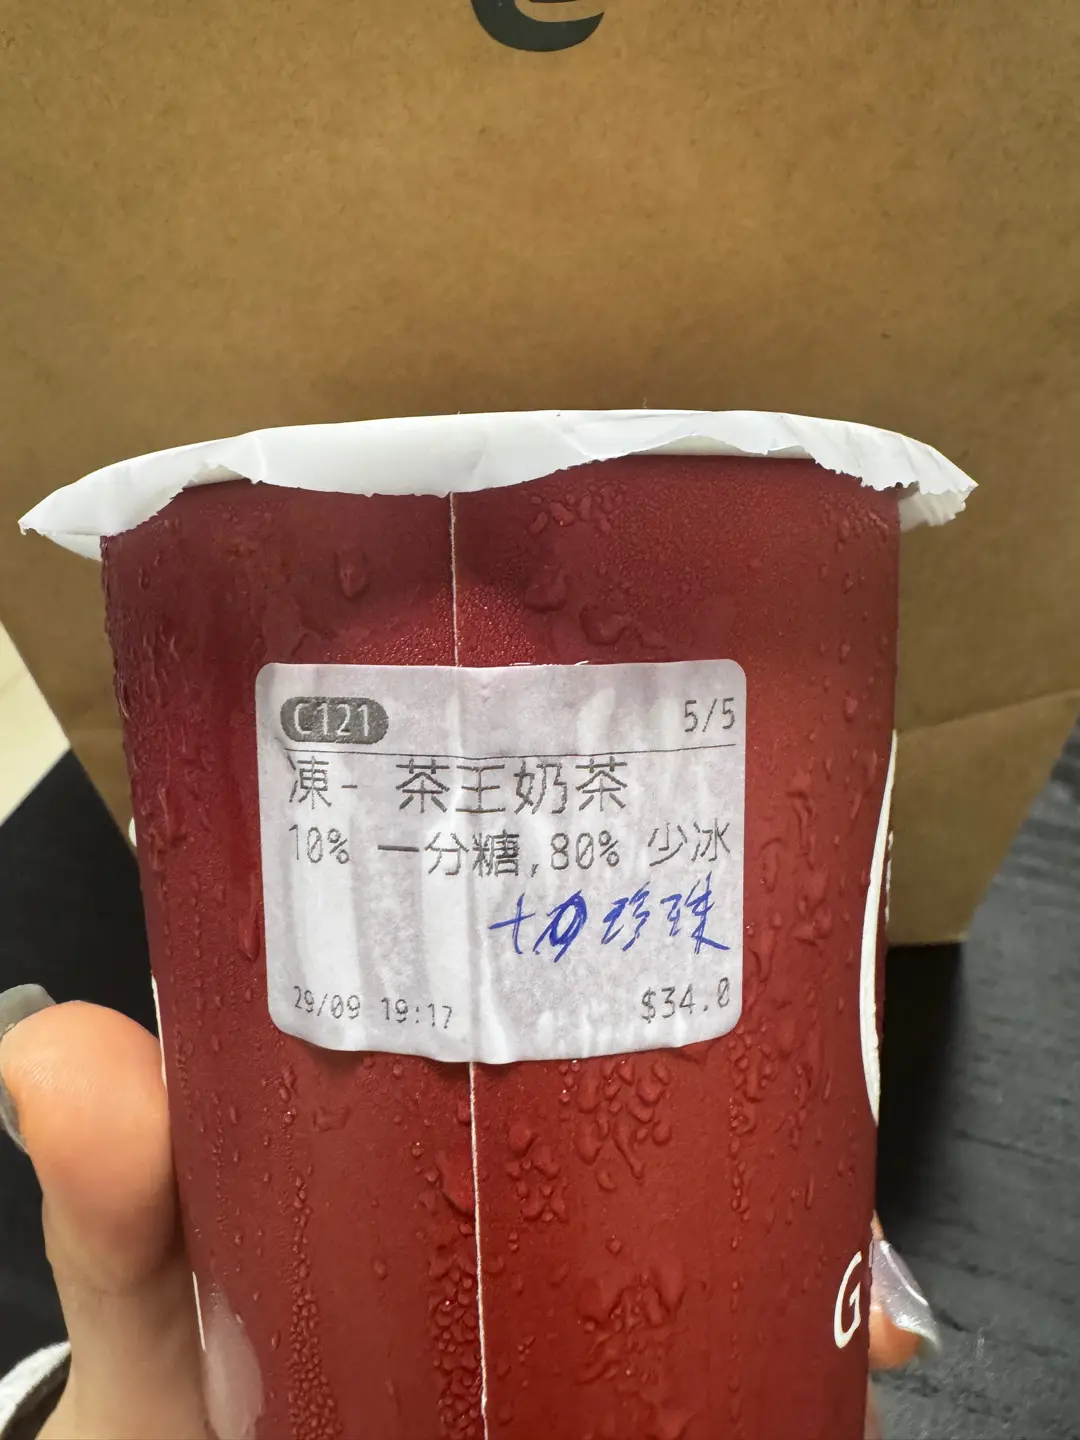 C121 5/5
凍- 茶王奶茶
10% 一分糖,80% 少冰
珍珠
29/09 19:17 $34.0
G